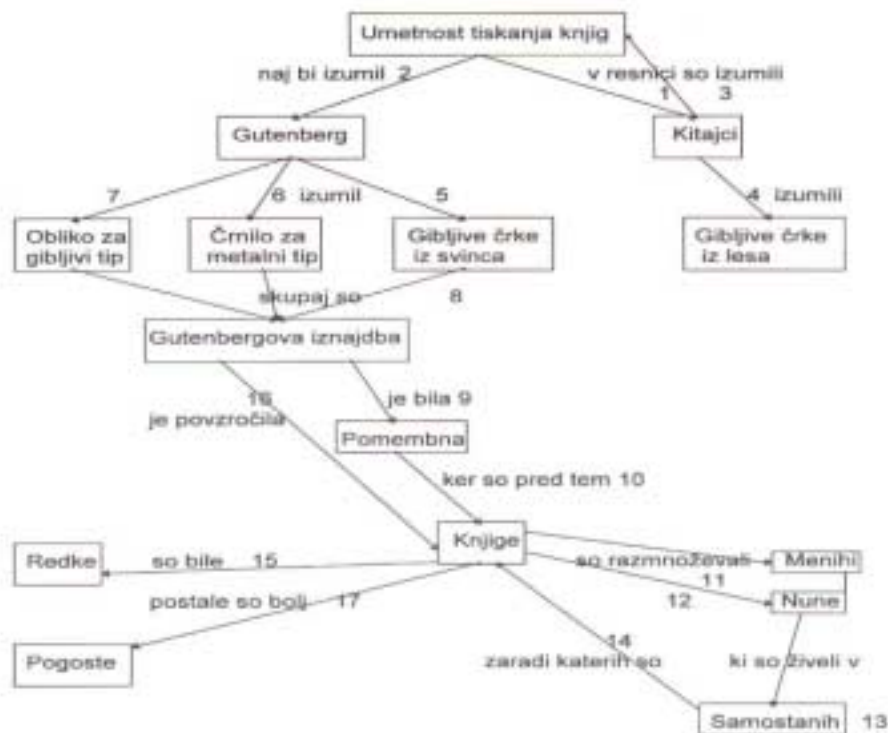 Umetnost tiskanja knjig
naj bi izumil 2
v resnici so izumili
1 3
Gutenberg
Kitajci
7
6 izumil
5
4 izumili
Obliko za
gibljivi tip
Črnilo za
metalni tip
Gibljive črke
iz svinca
Gibljive črke
iz lesa
skupaj so
8
Gutenbergova iznajdba
16
je povzročila
je bila 9
Pomembna
ker so pred tem 10
Knjige
Redke
so bile 15
so razmnoževali
Menihi
11
12
Nune
postale so bolj 17
Pogoste
14
zaradi katerih so
ki so živeli v
Samostanih 13